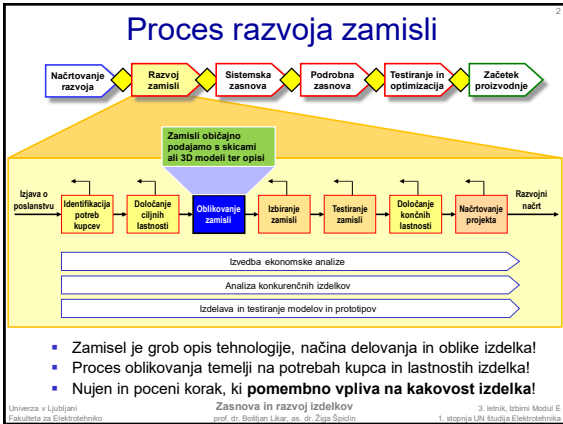 2
Proces razvoja zamisli
Načrtovanje
razvoja
Razvoj
zamisli
Sistemska
zasnova
Podrobna
zasnova
Testiranje in
optimizacija
Začetek
proizvodnje
Zamisli običajno
podajamo s skicami
ali 3D modeli ter opisi
Izjava o
poslanstvu
Identifikacija
potreb
kupcev
Določanje
ciljnih
lastnosti
Oblikovanje
zamisli
Izbiranje
zamisli
Testiranje
zamisli
Določanje
končnih
lastnosti
Načrtovanje
projekta
Razvojni
načrt
Izvedba ekonomske analize
Analiza konkurenčnih izdelkov
Izdelava in testiranje modelov in prototipov
▪ Zamisel je grob opis tehnologije, načina delovanja in oblike izdelka!
▪ Proces oblikovanja temelji na potrebah kupca in lastnostih izdelka!
▪ Nujen in poceni korak, ki pomembno vpliva na kakovost izdelka!
Univerza v Ljubljani
Fakulteta za Elektrotehniko
Zasnova in razvoj izdelkov
prof. dr. Boštjan Likar, as. dr. Žiga Špiclin
3. letnik, Izbirni Modul E
1. stopnja UN študija Elektrotehnika